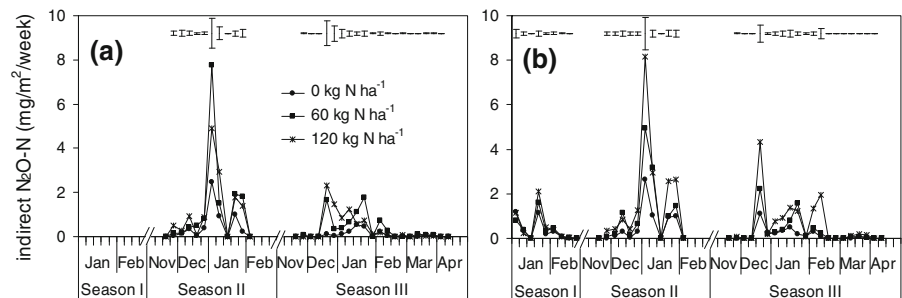 indirect N₂O-N (mg/m²/week)
10
8
6
4
2
0
(a)
0 kg N ha⁻¹
60 kg N ha⁻¹
120 kg N ha⁻¹
Jan Feb Nov Dec Jan Feb Nov Dec Jan Feb Mar Apr
Season I Season II Season III
10
8
6
4
2
0
(b)
Jan Feb Nov Dec Jan Feb Nov Dec Jan Feb Mar Apr
Season I Season II Season III